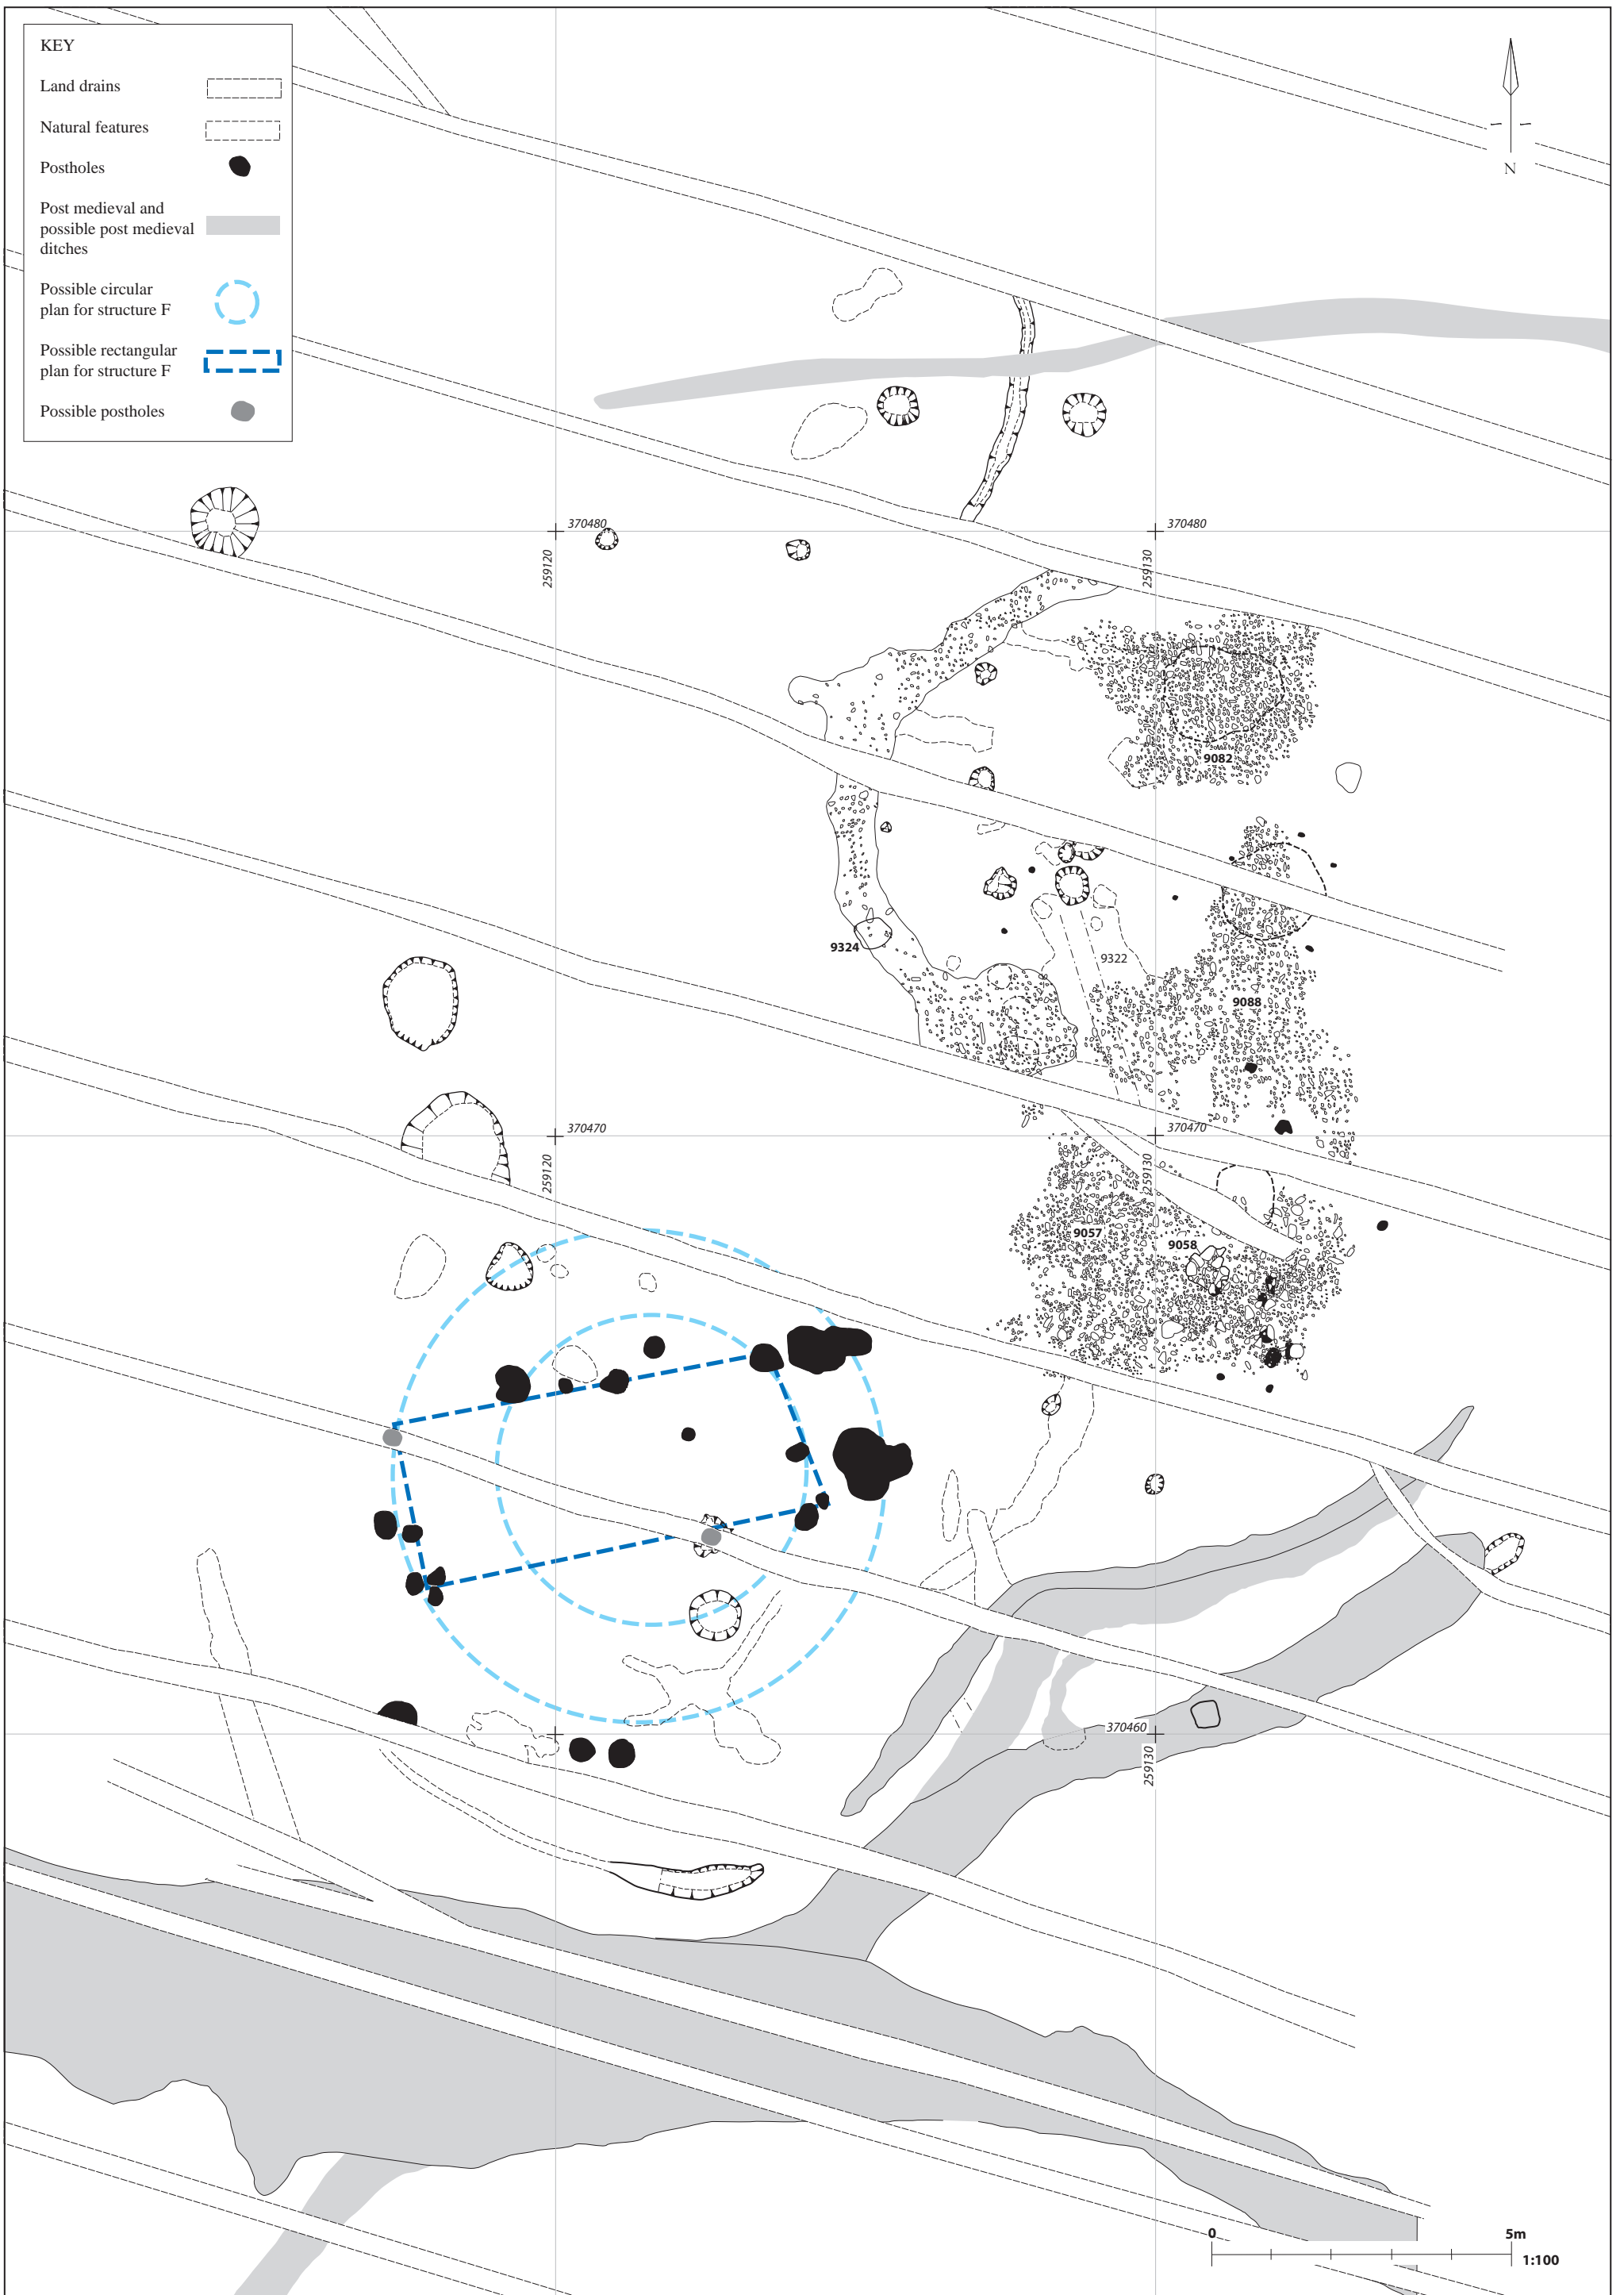 KEY
Land drains
Natural features
Postholes
Post medieval and
possible post medieval
ditches
Possible circular
plan for structure F
Possible rectangular
plan for structure F
Possible postholes
N
370480
370480
259120
259130
9082
9324
9322
9088
370470
370470
259120
259130
9057
9058
370460
259130
0
5m
1:100